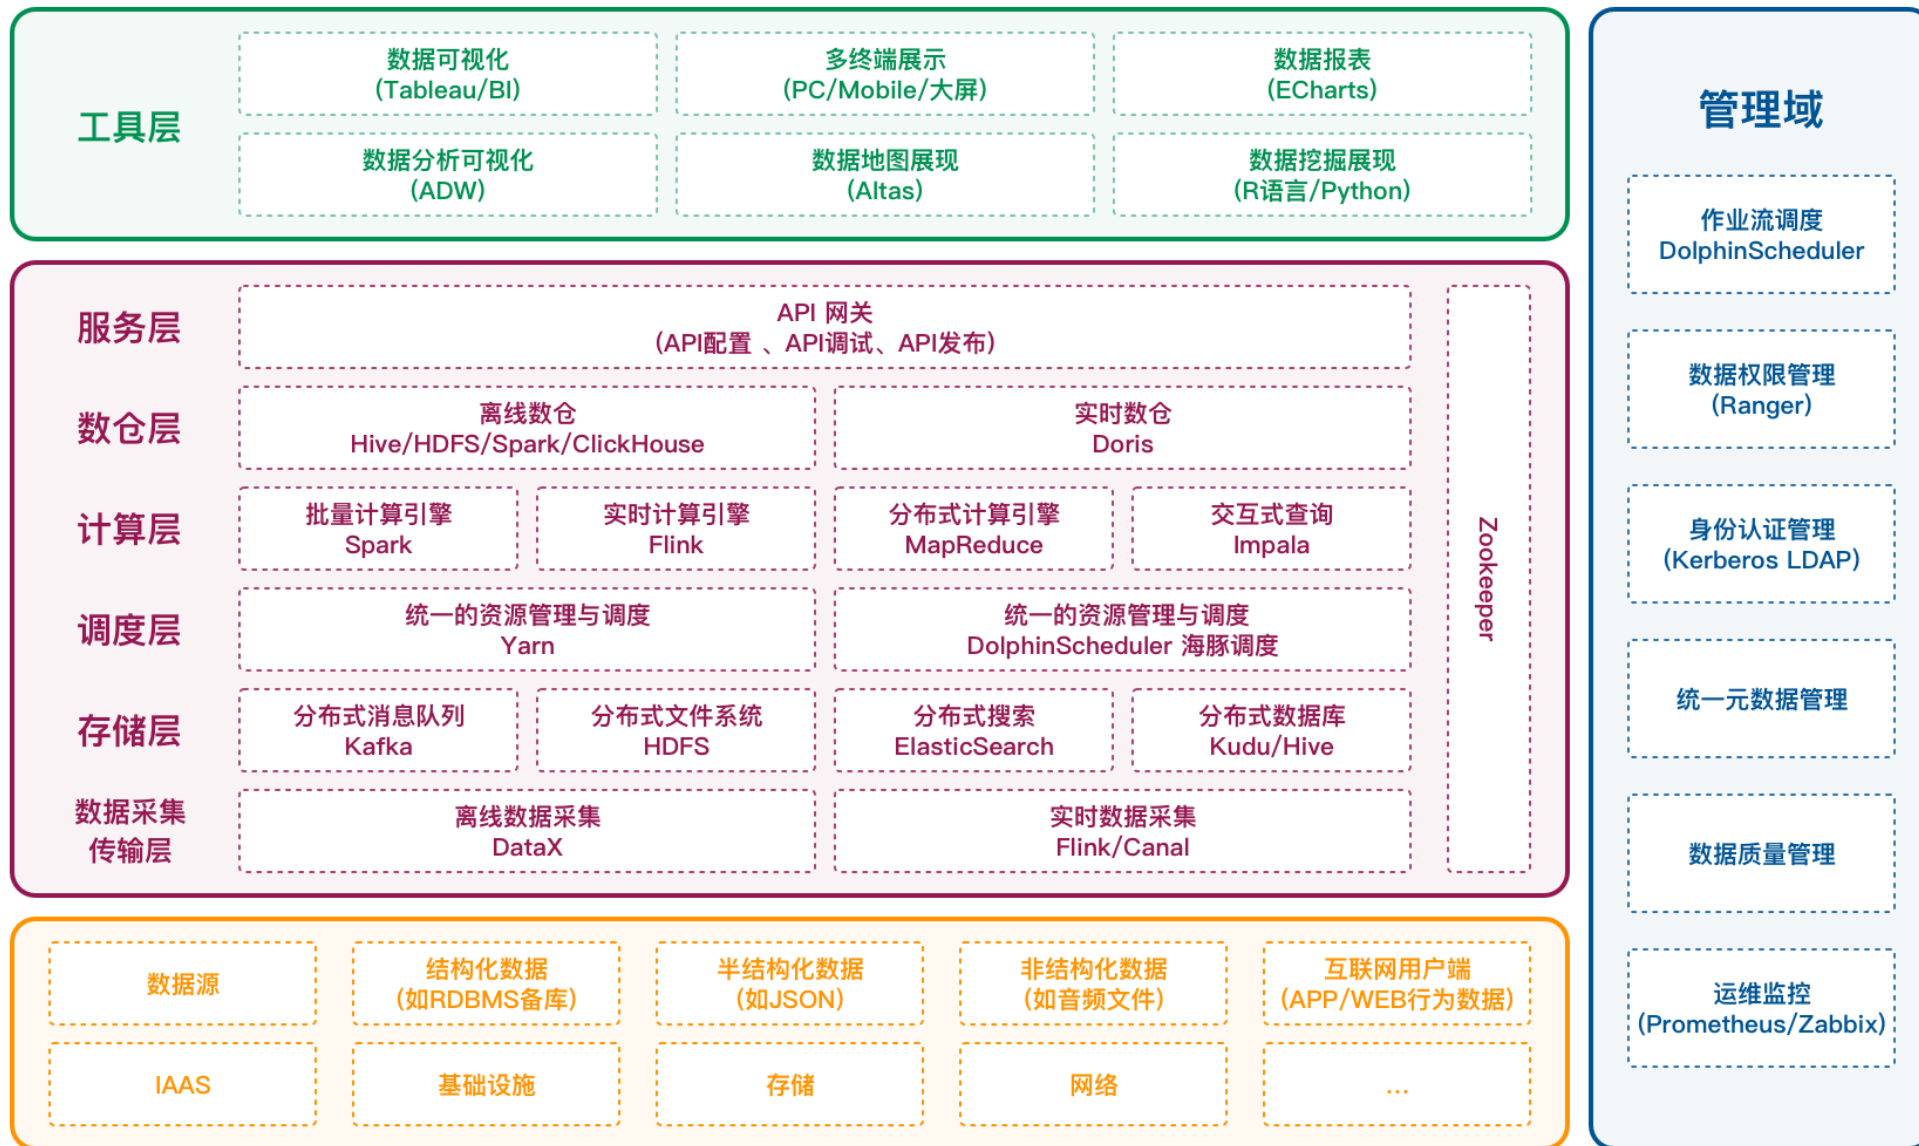 工具层
数据可视化
(Tableau/BI)
多终端展示
(PC/Mobile/大屏)
数据报表
(ECharts)
数据分析可视化
(ADW)
数据地图展现
(Altas)
数据挖掘展现
(R语言/Python)
服务层
API 网关
(API配置 、API调试、API发布)
数仓层
离线数仓
Hive/HDFS/Spark/ClickHouse
实时数仓
Doris
计算层
批量计算引擎
Spark
实时计算引擎
Flink
分布式计算引擎
MapReduce
交互式查询
Impala
调度层
统一的资源管理与调度
Yarn
统一的资源管理与调度
DolphinScheduler 海豚调度
存储层
分布式消息队列
Kafka
分布式文件系统
HDFS
分布式搜索
ElasticSearch
分布式数据库
Kudu/Hive
数据采集
传输层
离线数据采集
DataX
实时数据采集
Flink/Canal
Zookeeper
数据源
结构化数据
(如RDBMS备库)
半结构化数据
(如JSON)
非结构化数据
(如音频文件)
互联网用户端
(APP/WEB行为数据)
IAAS
基础设施
存储
网络
...
管理域
作业流调度
DolphinScheduler
数据权限管理
(Ranger)
身份认证管理
(Kerberos LDAP)
统一元数据管理
数据质量管理
运维监控
(Prometheus/Zabbix)